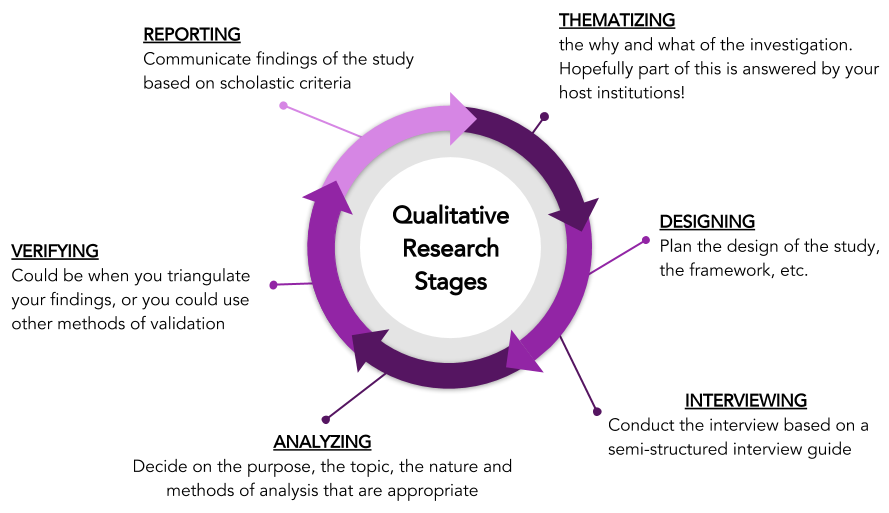 THEMATIZING
the why and what of the investigation.
Hopefully part of this is answered by your
host institutions!
DESIGNING
Plan the design of the study,
the framework, etc.
INTERVIEWING
Conduct the interview based on a
semi-structured interview guide
ANALYZING
Decide on the purpose, the topic, the nature and
methods of analysis that are appropriate
VERIFYING
Could be when you triangulate
your findings, or you could use
other methods of validation
REPORTING
Communicate findings of the study
based on scholastic criteria
Qualitative
Research
Stages